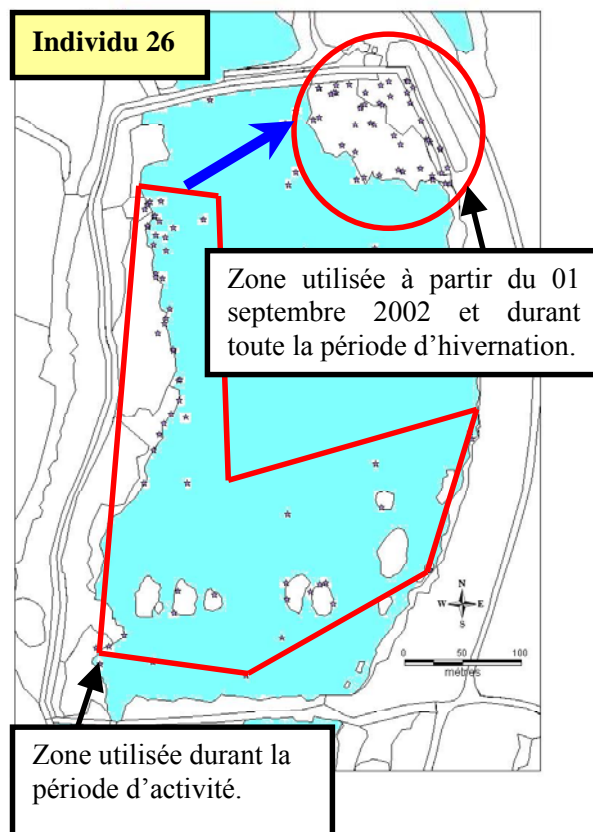 Individu 26
Zone utilisée à partir du 01
septembre 2002 et durant
toute la période d'hivernation.
N
W E
S
0 50 100
mètres
Zone utilisée durant la
période d'activité.